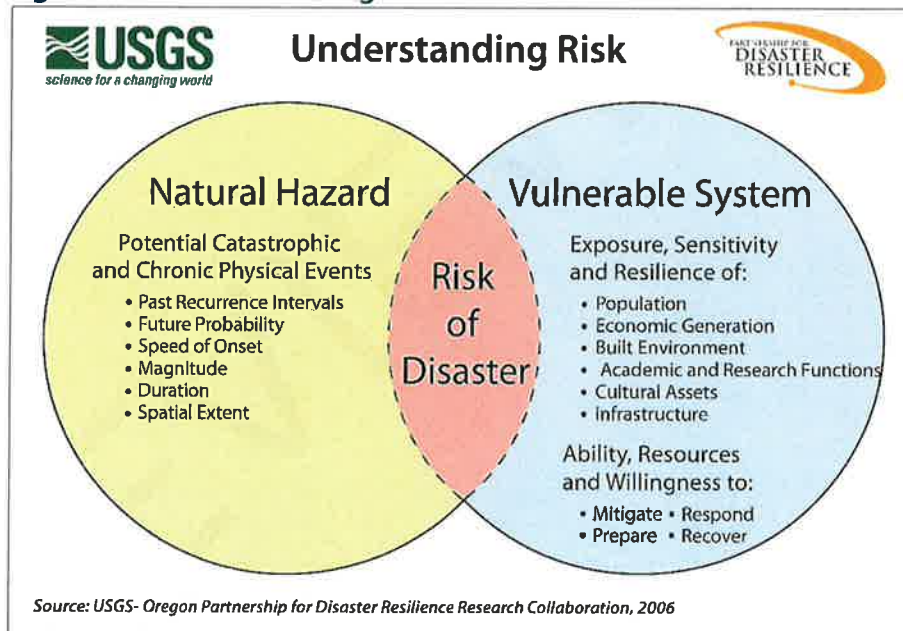 USGS
science for a changing world
Understanding Risk
PARTNERSHIP FOR
DISASTER
RESILIENCE
Natural Hazard
Potential Catastrophic
and Chronic Physical Events
• Past Recurrence Intervals
• Future Probability
• Speed of Onset
• Magnitude
• Duration
• Spatial Extent
Risk
of
Disaster
Vulnerable System
Exposure, Sensitivity
and Resilience of:
• Population
• Economic Generation
• Built Environment
• Academic and Research Functions
• Cultural Assets
• Infrastructure
Ability, Resources
and Willingness to:
• Mitigate • Respond
• Prepare • Recover
Source: USGS- Oregon Partnership for Disaster Resilience Research Collaboration, 2006